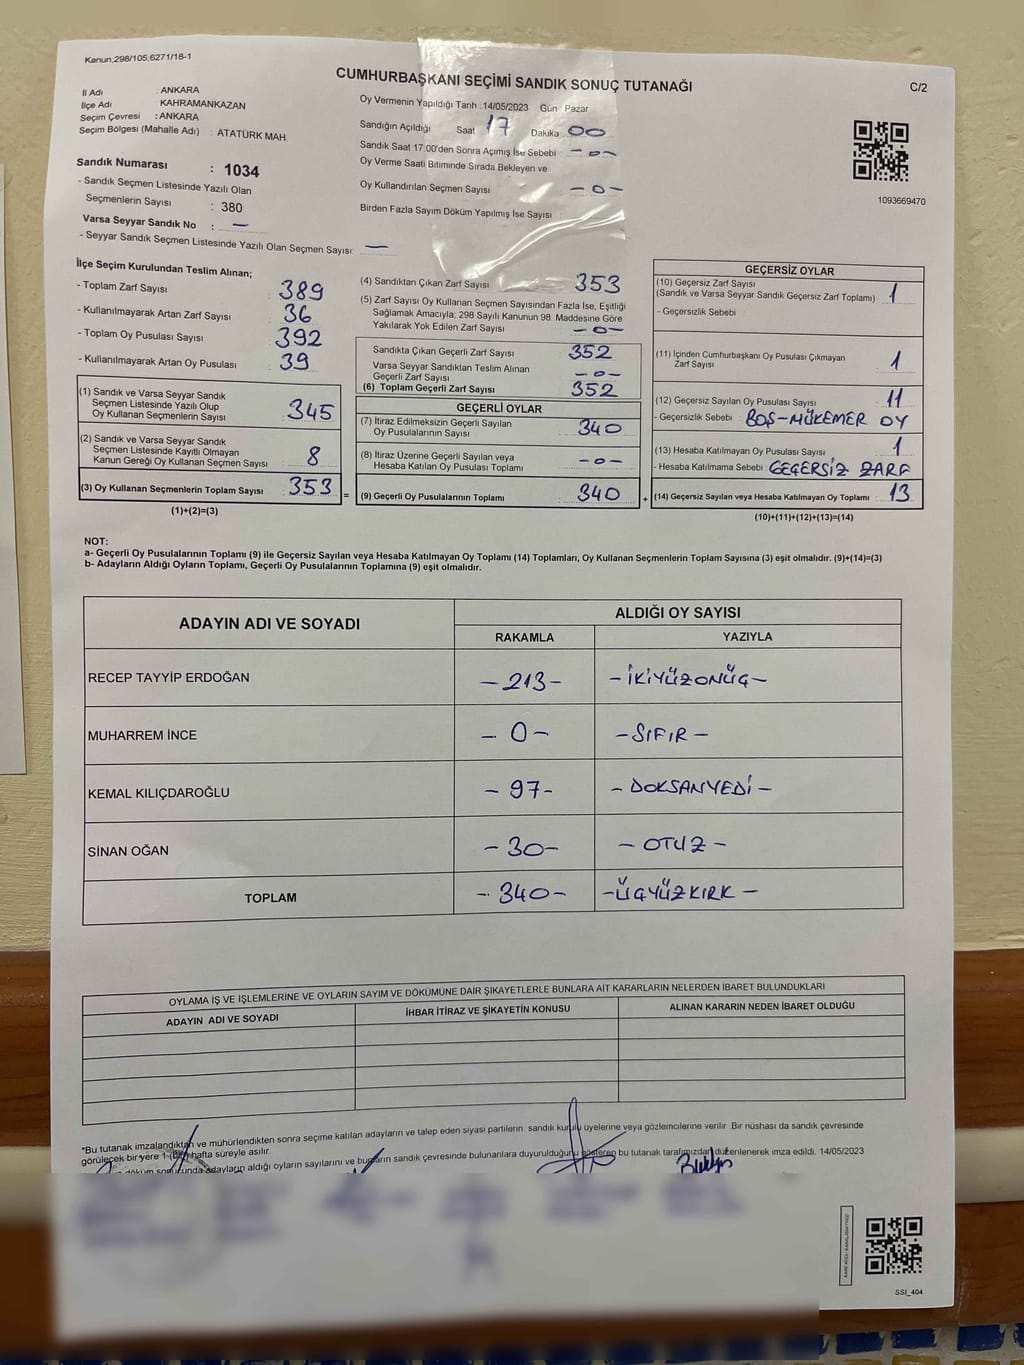 Kanun;298/105,6271/18-1
CUMHURBAŞKANI SEÇİMİ SANDIK SONUÇ TUTANAĞI
C/2
İl Adı : ANKARA
İlçe Adı KAHRAMANKAZAN
Seçim Çevresi : ANKARA
Seçim Bölgesi (Mahalle Adı) : ATATÜRK MAH.
Sandık Numarası : 1034
- Sandık Seçmen Listesinde Yazılı Olan
Seçmenlerin Sayısı : 380
Varsa Seyyar Sandık No : —
- Seyyar Sandık Seçmen Listesinde Yazılı Olan Seçmen Sayısı: —
Oy Vermenin Yapıldığı Tarih :14/05/2023 Gün Pazar
Sandığın Açıldığı Saat 17 Dakika 00
Sandık Saat 17:00'den Sonra Açımış İse Sebebi -0-
Oy Verme Saati Bitiminde Sırada Bekleyen ve
Oy Kullandırılan Seçmen Sayısı -0-
Birden Fazla Sayım Döküm Yapılmış İse Sayısı
1093669470
İlçe Seçim Kurulundan Teslim Alınan;
- Toplam Zarf Sayısı 389
- Kullanılmayarak Artan Zarf Sayısı 36
- Toplam Oy Pusulası Sayısı 392
- Kullanılmayarak Artan Oy Pusulası 39
(1) Sandık ve Varsa Seyyar Sandık
Seçmen Listesinde Yazılı Olup
Oy Kullanan Seçmenlerin Sayısı 345
(2) Sandık ve Varsa Seyyar Sandık
Seçmen Listesinde Kayıtlı Olmayan
Kanun Gereği Oy Kullanan Seçmen Sayısı 8
(3) Oy Kullanan Seçmenlerin Toplam Sayısı 353
(1)+(2)=(3)
=
(4) Sandıktan Çıkan Zarf Sayısı 353
(5) Zarf Sayısı Oy Kullanan Seçmen Sayısından Fazla İse, Eşitliği
Sağlamak Amacıyla; 298 Sayılı Kanunun 98. Maddesine Göre
Yakılarak Yok Edilen Zarf Sayısı -0-
Sandıkta Çıkan Geçerli Zarf Sayısı 352
Varsa Seyyar Sandıktan Teslim Alınan
Geçerli Zarf Sayısı -0-
(6) Toplam Geçerli Zarf Sayısı 352
GEÇERLİ OYLAR
(7) İtiraz Edilmeksizin Geçerli Sayılan
Oy Pusulalarının Sayısı 340
(8) İtiraz Üzerine Geçerli Sayılan veya
Hesaba Katılan Oy Pusulası Toplamı -0-
(9) Geçerli Oy Pusulalarının Toplamı 340
+
GEÇERSİZ OYLAR
(10) Geçersiz Zarf Sayısı
(Sandık ve Varsa Seyyar Sandık Geçersiz Zarf Toplamı) : 1
- Geçersizlik Sebebi
(11) İçinden Cumhurbaşkanı Oy Pusulası Çıkmayan
Zarf Sayısı : 1
(12) Geçersiz Sayılan Oy Pusulası Sayısı : 11
- Geçersizlik Sebebi : BOŞ-MÜKEMER OY
(13) Hesaba Katılmayan Oy Pusulası Sayısı : 1
- Hesaba Katılmama Sebebi : GEÇERSİZ ZARF
(14) Geçersiz Sayılan veya Hesaba Katılmayan Oy Toplamı : 13
(10)+(11)+(12)+(13)=(14)
NOT:
a- Geçerli Oy Pusulalarının Toplamı (9) ile Geçersiz Sayılan veya Hesaba Katılmayan Oy Toplamı (14) Toplamları, Oy Kullanan Seçmenlerin Toplam Sayısına (3) eşit olmalıdır. (9)+(14)=(3)
b- Adayların Aldığı Oyların Toplamı, Geçerli Oy Pusulalarının Toplamına (9) eşit olmalıdır.
ADAYIN ADI VE SOYADI
ALDIĞI OY SAYISI
RAKAMLA YAZIYLA
RECEP TAYYİP ERDOĞAN -213- -İKİYÜZONÜÇ-
MUHARREM İNCE -0- -SIFIR-
KEMAL KILIÇDAROĞLU -97- -DOKSANYEDİ-
SİNAN OĞAN -30- -OTUZ-
TOPLAM -340- -ÜÇYÜZKIRK-
OYLAMA İŞ VE İŞLEMLERİNE VE OYLARIN SAYIM VE DÖKÜMÜNE DAİR ŞİKAYETLERLE BUNLARA AİT KARARLARIN NELERDEN İBARET BULUNDUKLARI
ADAYIN ADI VE SOYADI İHBAR İTİRAZ VE ŞİKAYETİN KONUSU ALINAN KARARIN NEDEN İBARET OLDUĞU
*Bu tutanak imzalandıktan ve mühürlendikten sonra seçime katılan adayların ve talep eden siyasi partilerin sandık kurulu üyelerine veya gözlemcilerine verilir. Bir nüshası da sandık çevresinde
görülecek bir yere 1 hafta süreyle asılır.
adayların aldığı oyların sayılarını ve bunların sandık çevresinde bulunanlara duyurulduğunu gösteren bu tutanak tarafımızdan düzenlenerek imza edildi. 14/05/2023
SSI_404